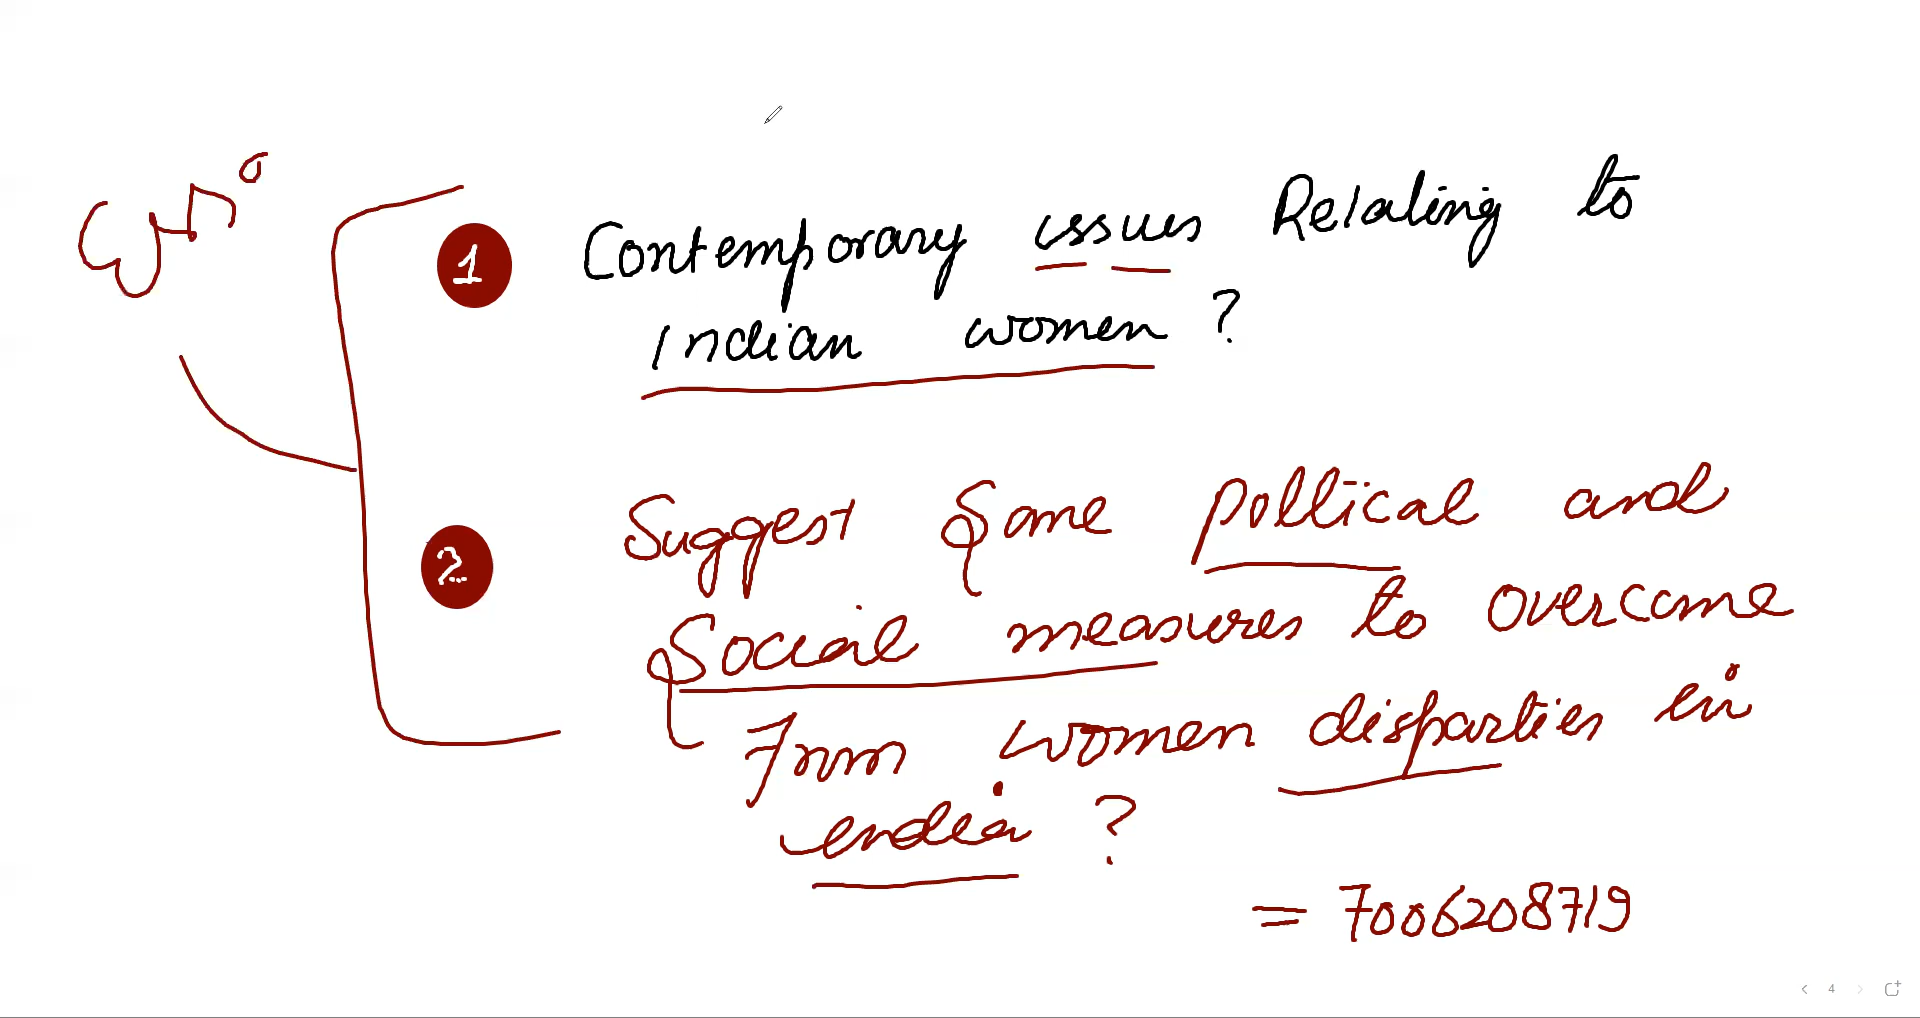 1 Contemporary issues Relating to
Indian women ?
2 Suggest Some pollical and
Social measures to overcome
From women disparties in
india ?
= 7006208719
4